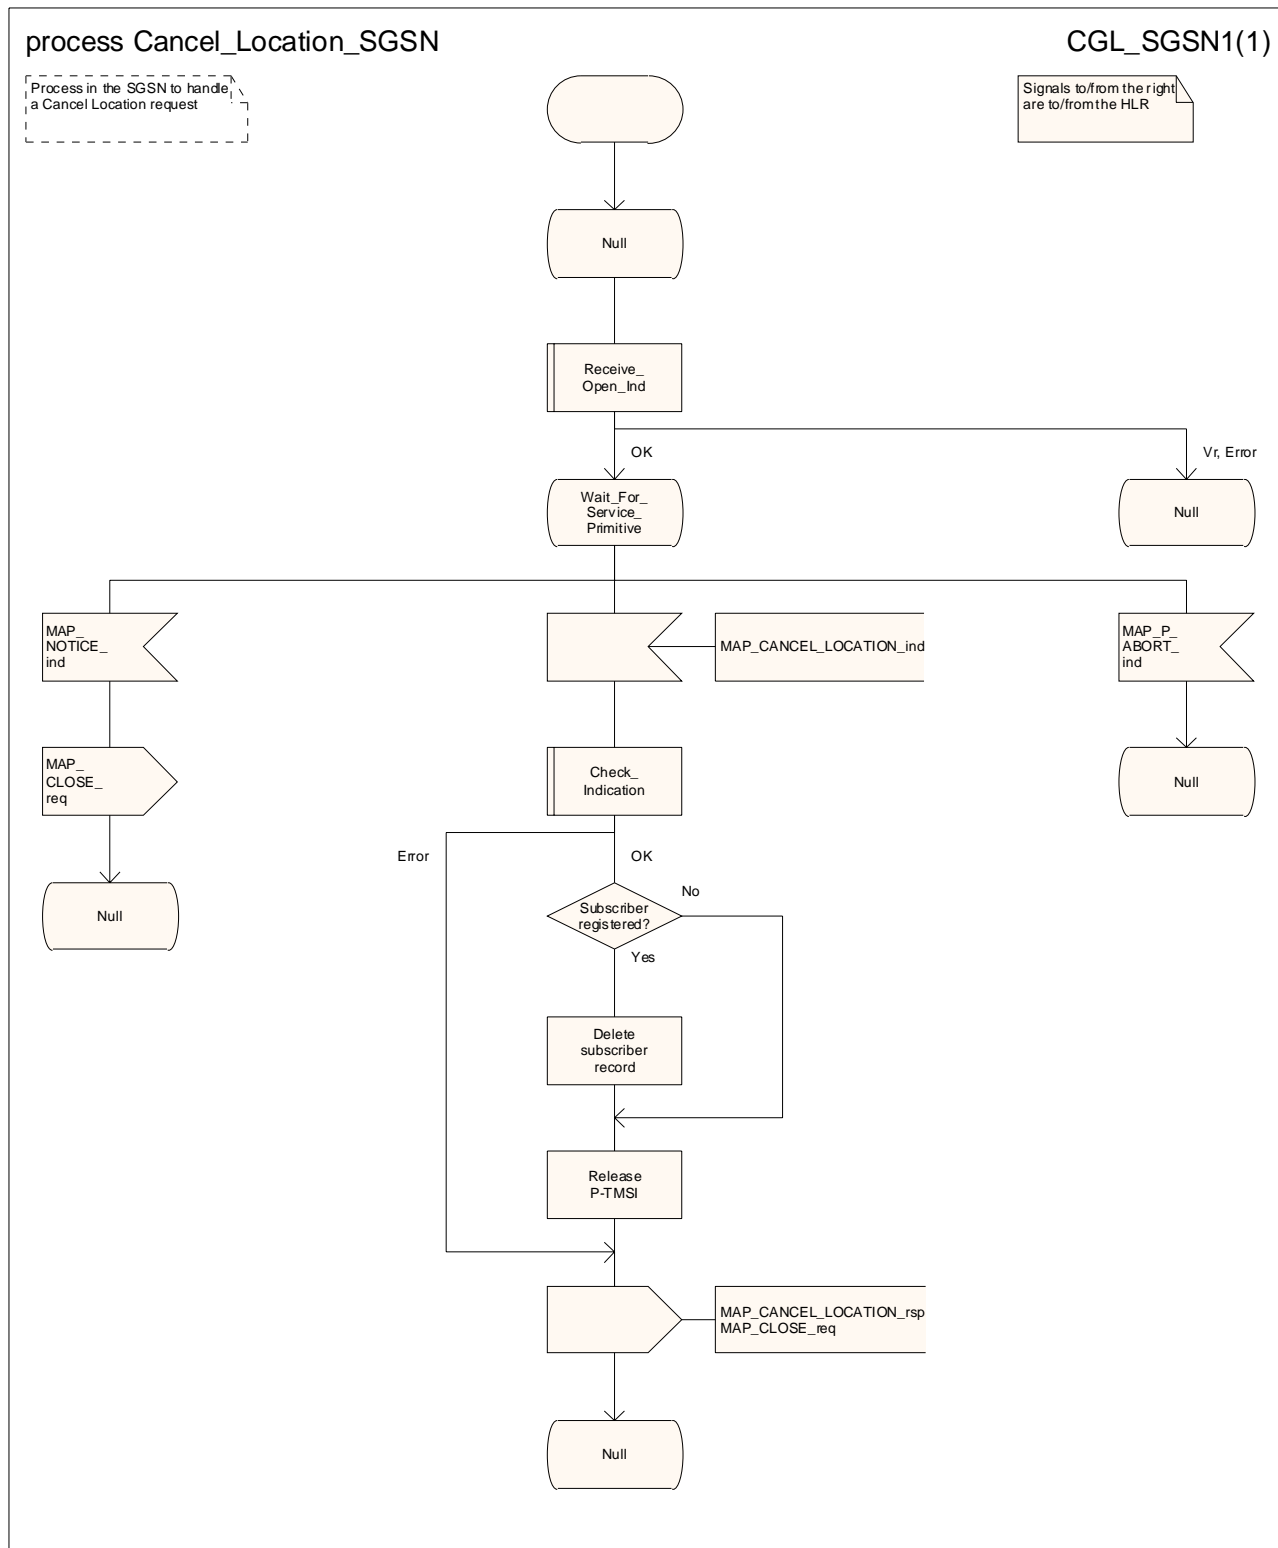 process Cancel_Location_SGSN
CGL_SGSN1(1)
Process in the SGSN to handle
a Cancel Location request
Signals to/from the right
are to/from the HLR
Null
Receive_
Open_Ind
OK
Vr, Error
Wait_For_
Service_
Primitive
Null
MAP_
NOTICE_
ind
MAP_CANCEL_LOCATION_ind
MAP_P_
ABORT_
ind
MAP_
CLOSE_
req
Check_
Indication
Null
Error
OK
No
Null
Subscriber
registered?
Yes
Delete
subscriber
record
Release
P-TMSI
MAP_CANCEL_LOCATION_rsp
MAP_CLOSE_req
Null